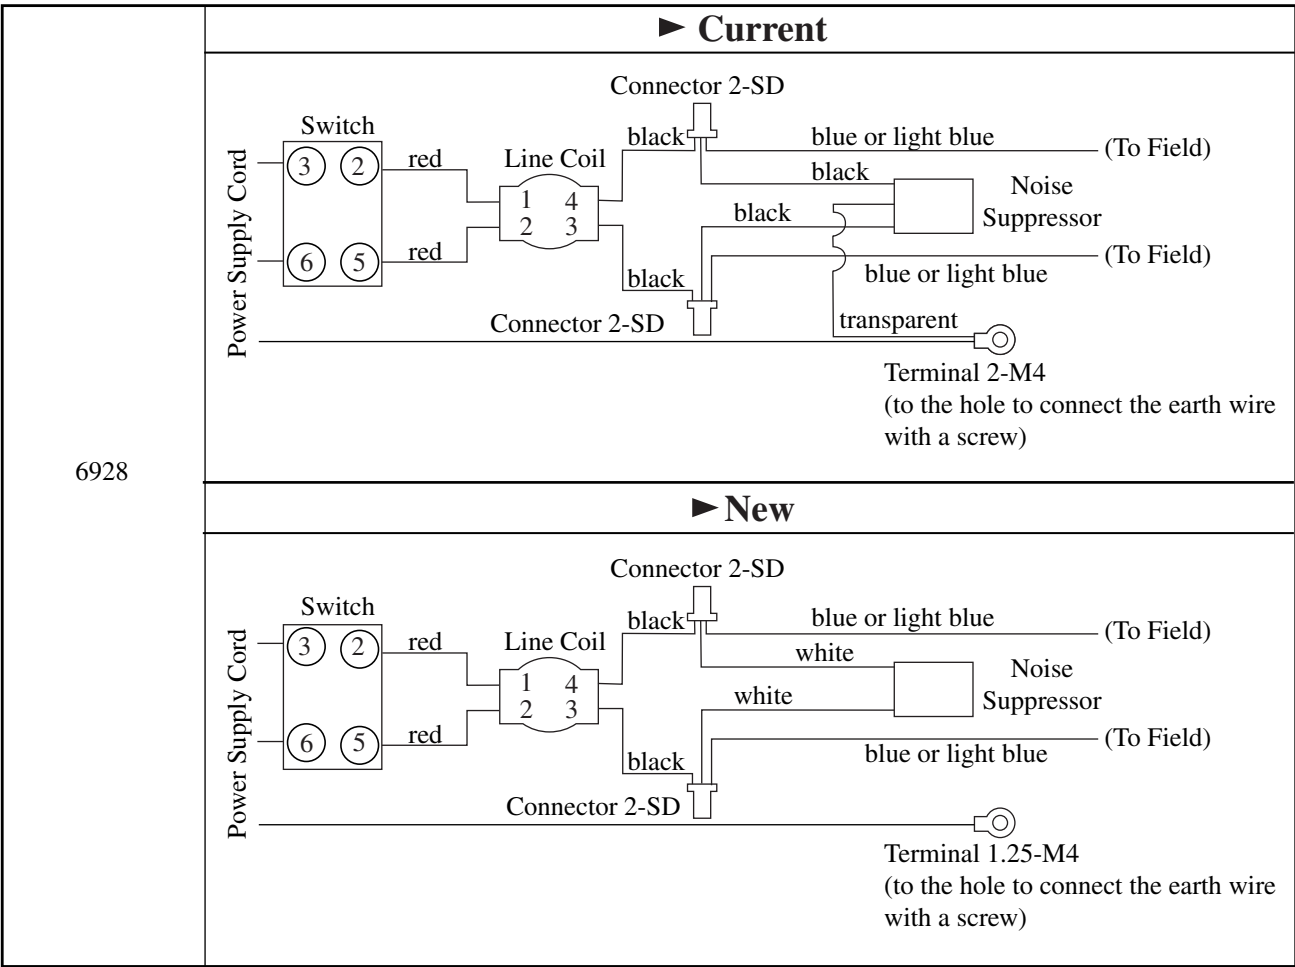 ► Current
Connector 2-SD
Switch
black
blue or light blue
(To Field)
Power Supply Cord
3
2
red
Line Coil
black
Noise
Suppressor
1
4
2
3
black
6
5
red
(To Field)
blue or light blue
black
Connector 2-SD
transparent
Terminal 2-M4
(to the hole to connect the earth wire
with a screw)
6928
► New
Connector 2-SD
Switch
black
blue or light blue
(To Field)
Power Supply Cord
3
2
red
Line Coil
white
Noise
Suppressor
1
4
2
3
white
6
5
red
(To Field)
blue or light blue
black
Connector 2-SD
Terminal 1.25-M4
(to the hole to connect the earth wire
with a screw)